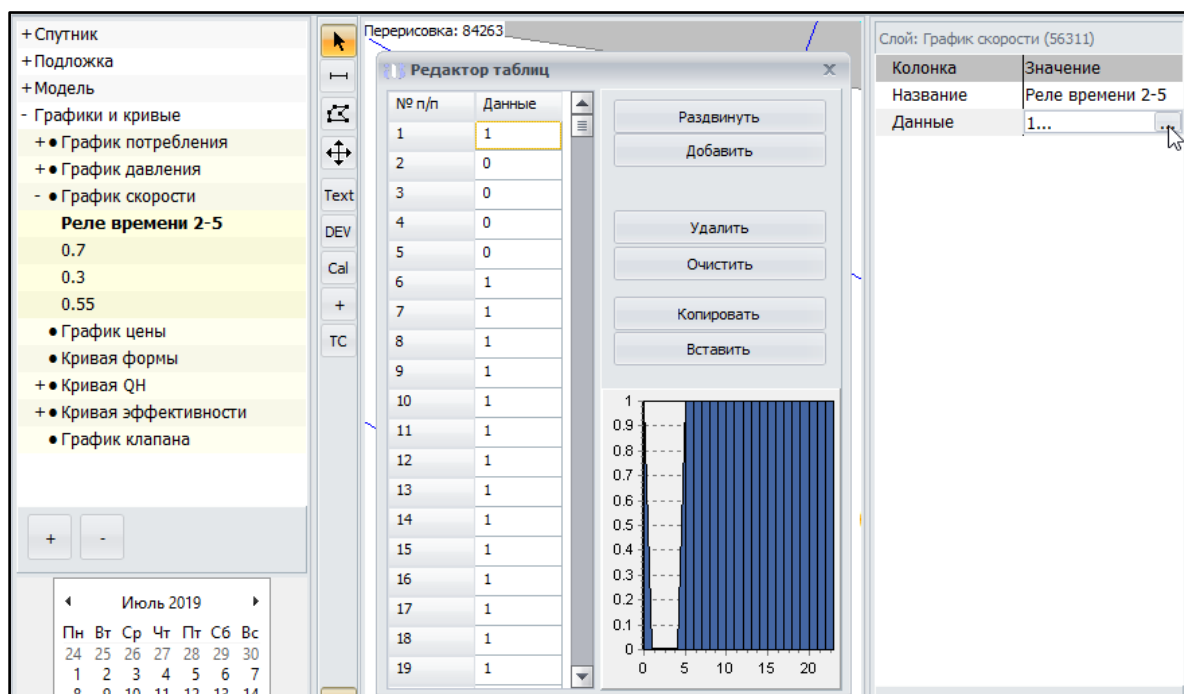 + Спутник
+ Подложка
+ Модель
- Графики и кривые
+ ● График потребления
+ ● График давления
- ● График скорости
Реле времени 2-5
0.7
0.3
0.55
● График цены
● Кривая формы
+ ● Кривая QH
+ ● Кривая эффективности
● График клапана
+ -
Июль 2019
Пн Вт Ср Чт Пт Сб Вс
24 25 26 27 28 29 30
1 2 3 4 5 6 7
8 9 10 11 12 13 14
Text
DEV
Cal
+
TC
Перерисовка: 84263
Редактор таблиц x
№ п/п Данные
1 1
2 0
3 0
4 0
5 0
6 1
7 1
8 1
9 1
10 1
11 1
12 1
13 1
14 1
15 1
16 1
17 1
18 1
19 1
Раздвинуть
Добавить
Удалить
Очистить
Копировать
Вставить
1
0.9
0.8
0.7
0.6
0.5
0.4
0.3
0.2
0.1
0
0 5 10 15 20
Слой: График скорости (56311)
Колонка Значение
Название Реле времени 2-5
Данные 1... ...